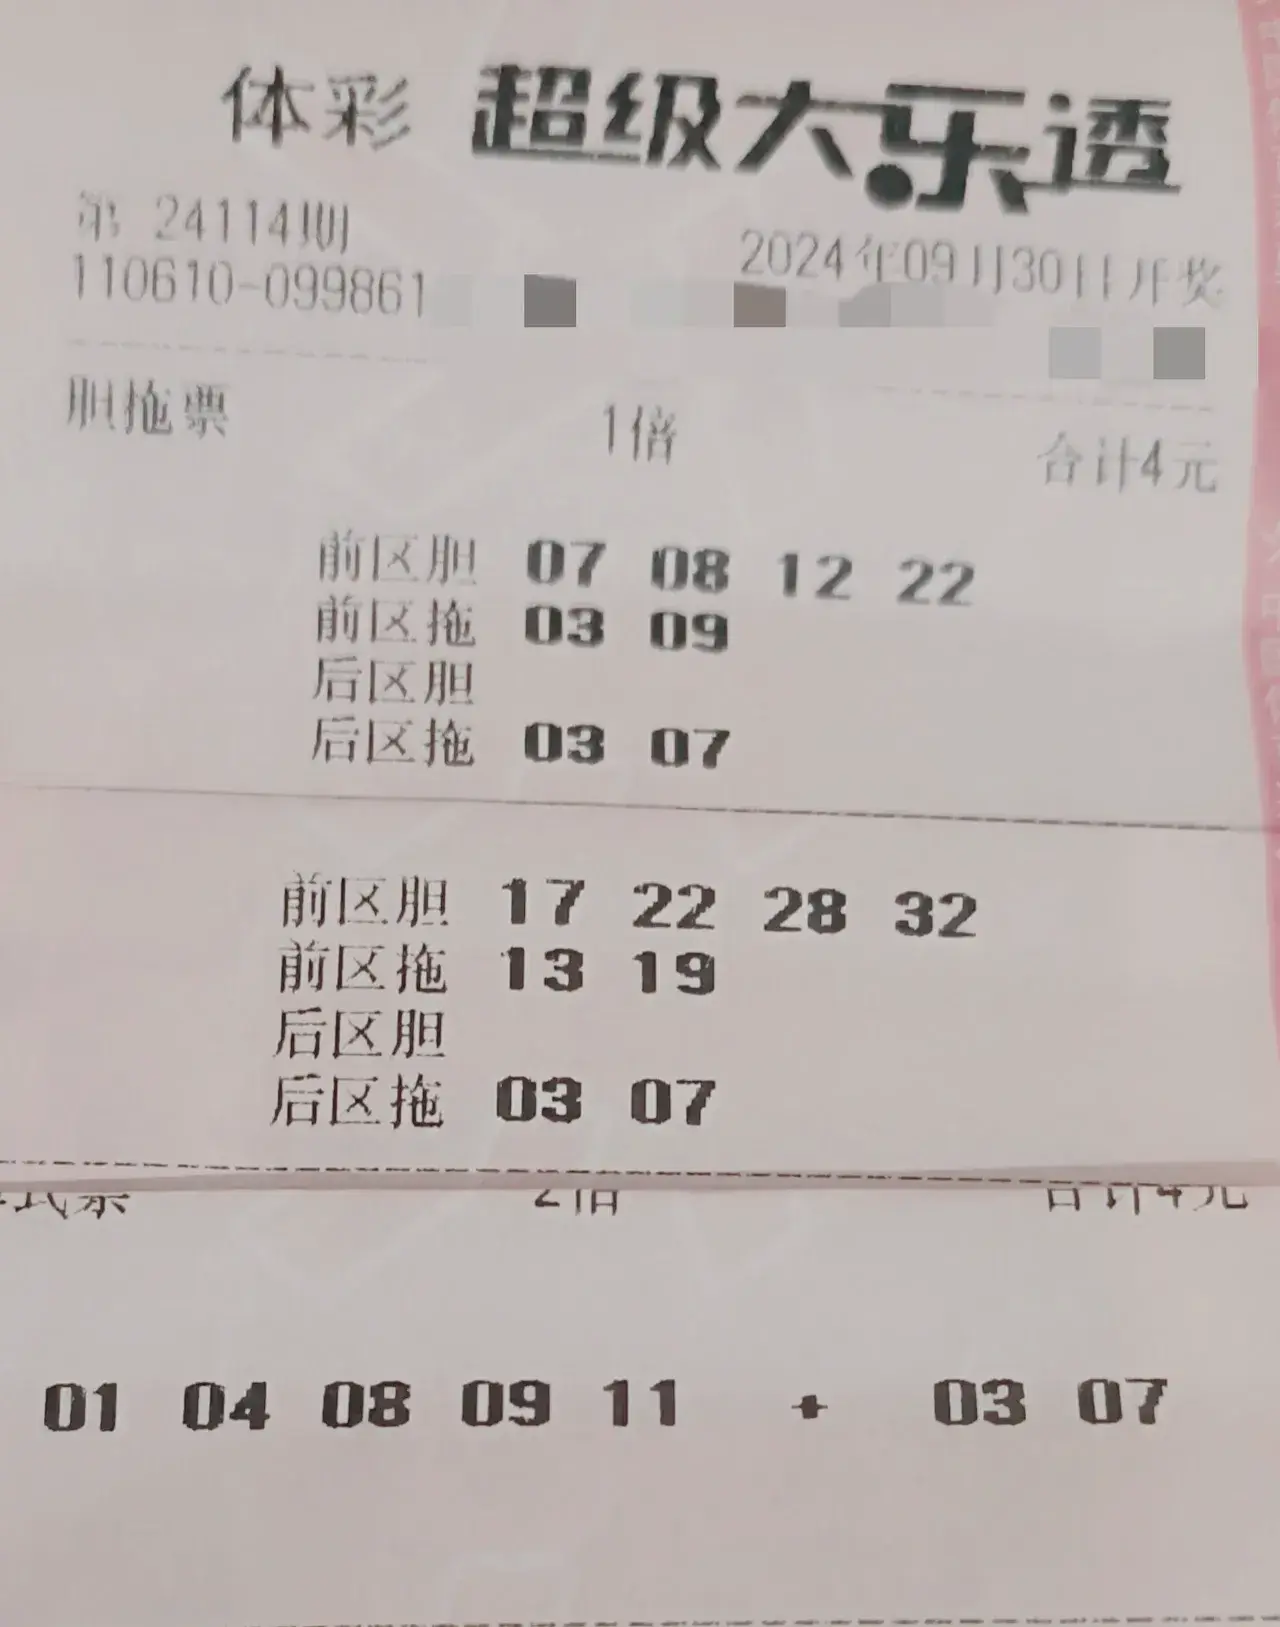 体彩 超级大乐透
第 24114期
2024年09月30日开奖
110610-099861
胆拖票 1倍 合计4元
前区胆 07 08 12 22
前区拖 03 09
后区胆
后区拖 03 07
前区胆 17 22 28 32
前区拖 13 19
后区胆
后区拖 03 07
式票 2倍 合计4元
01 04 08 09 11 + 03 07